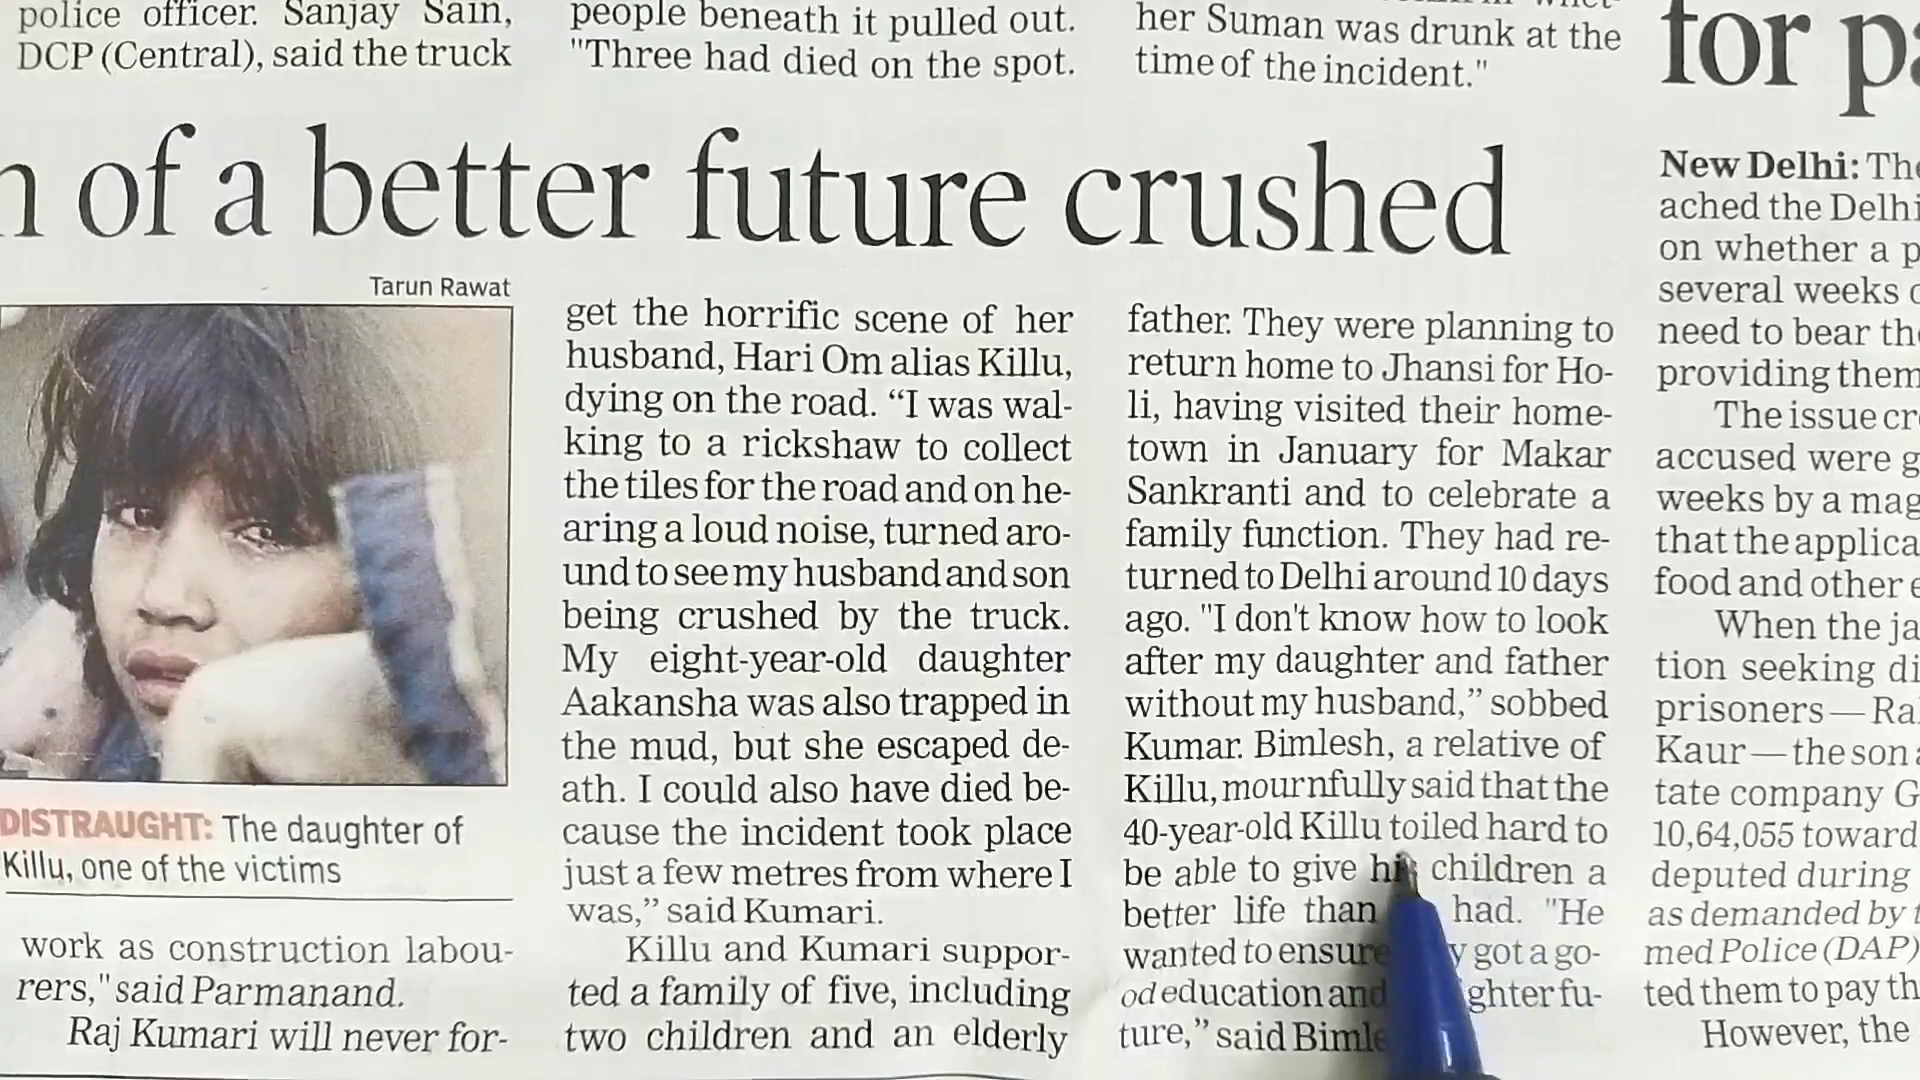 police officer. Sanjay Sain,
DCP (Central), said the truck
people beneath it pulled out.
"Three had died on the spot.
her Suman was drunk at the
time of the incident."
for
of a better future crushed
Tarun Rawat
DISTRAUGHT: The daughter of
Killu, one of the victims
work as construction labou-
rers," said Parmanand.
Raj Kumari will never for-
get the horrific scene of her
husband, Hari Om alias Killu,
dying on the road. “I was wal-
king to a rickshaw to collect
the tiles for the road and on he-
aring a loud noise, turned aro-
und to see my husband and son
being crushed by the truck.
My eight-year-old daughter
Aakansha was also trapped in
the mud, but she escaped de-
ath. I could also have died be-
cause the incident took place
just a few metres from where I
was,” said Kumari.
Killu and Kumari suppor-
ted a family of five, including
two children and an elderly
father. They were planning to
return home to Jhansi for Ho-
li, having visited their home-
town in January for Makar
Sankranti and to celebrate a
family function. They had re-
turned to Delhi around 10 days
ago. "I don't know how to look
after my daughter and father
without my husband,” sobbed
Kumar. Bimlesh, a relative of
Killu, mournfully said that the
40-year-old Killu toiled hard to
be able to give children a
better life than had. "He
wanted to ensure got a go-
od education and fu-
ture,” said
New Delhi: The
ached the Delhi
on whether a
several weeks
need to bear
providing them
The issue
accused were
weeks by a
that the
food and other
When the
tion seeking
prisoners—
Kaur—the son
tate company
10,64,055
deputed during
as demanded by
med Police (DAP)
ted them to pay
However, the